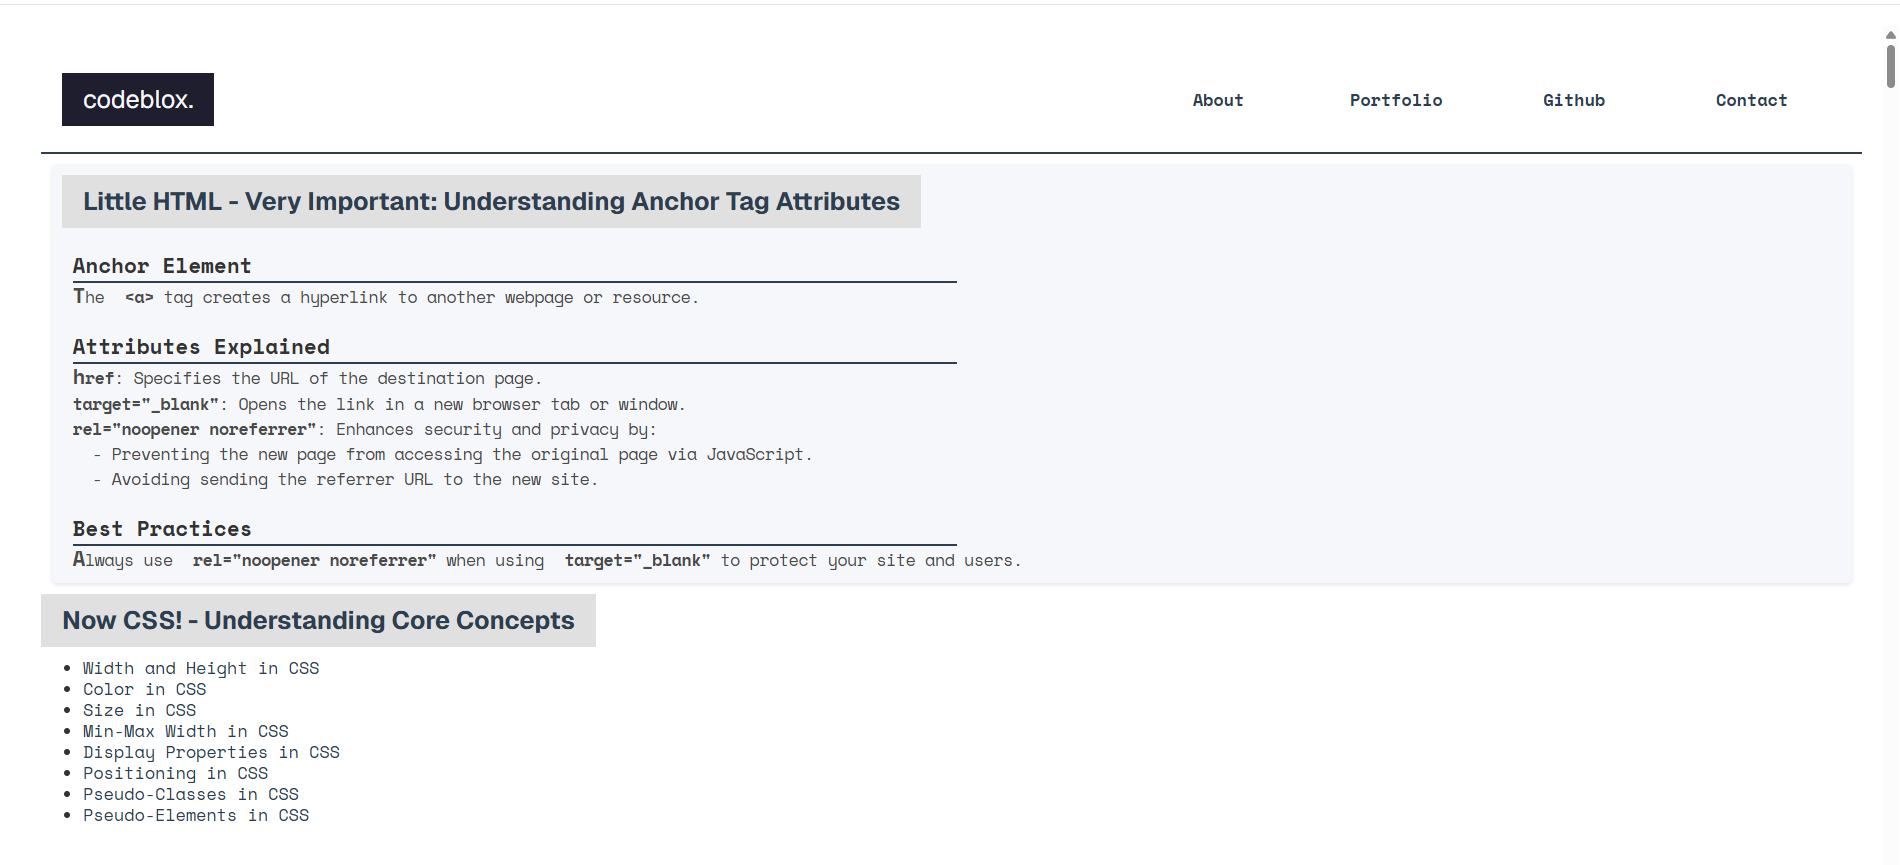 codeblox.
About Portfolio Github Contact
Little HTML - Very Important: Understanding Anchor Tag Attributes
Anchor Element
The <a> tag creates a hyperlink to another webpage or resource.
Attributes Explained
href: Specifies the URL of the destination page.
target="_blank": Opens the link in a new browser tab or window.
rel="noopener noreferrer": Enhances security and privacy by:
- Preventing the new page from accessing the original page via JavaScript.
- Avoiding sending the referrer URL to the new site.
Best Practices
Always use rel="noopener noreferrer" when using target="_blank" to protect your site and users.
Now CSS! - Understanding Core Concepts
• Width and Height in CSS
• Color in CSS
• Size in CSS
• Min-Max Width in CSS
• Display Properties in CSS
• Positioning in CSS
• Pseudo-Classes in CSS
• Pseudo-Elements in CSS